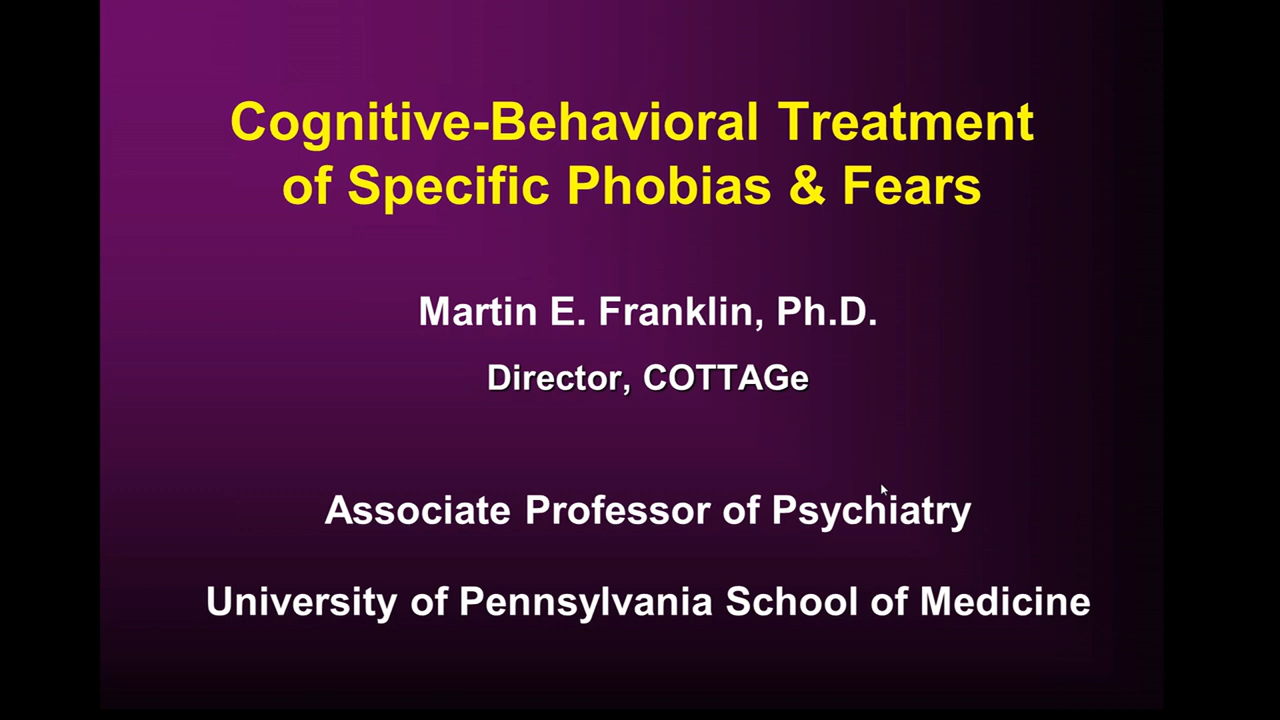 Cognitive-Behavioral Treatment
of Specific Phobias & Fears
Martin E. Franklin, Ph.D.
Director, COTTAGe
Associate Professor of Psychiatry
University of Pennsylvania School of Medicine